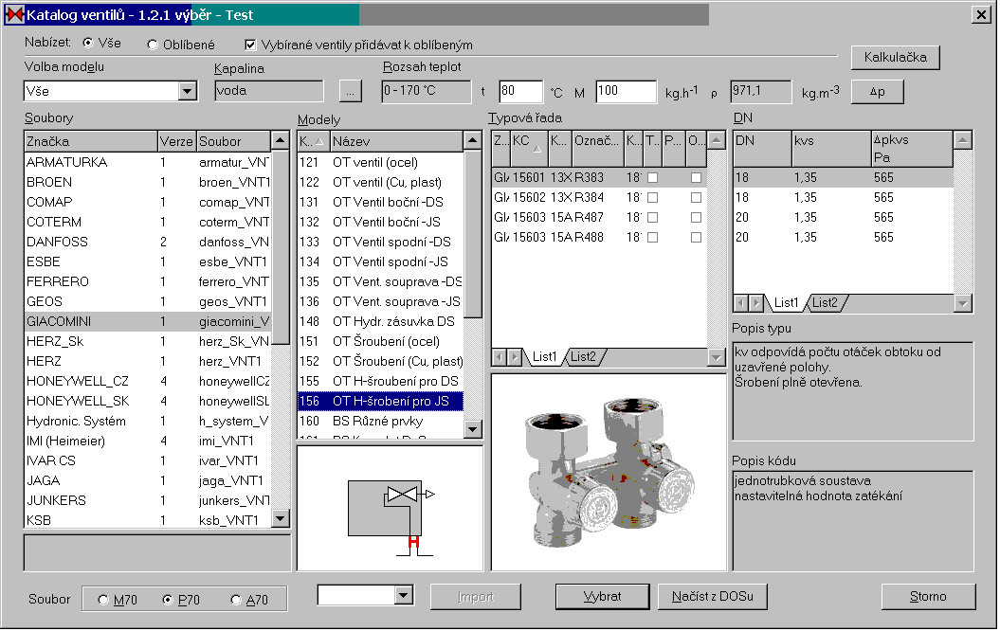 Katalog ventilů - 1.2.1 výběr - Test
Nabízet: Vše Oblíbené Vybírané ventily přidávat k oblíbeným
Kalkulačka
Volba modelu Kapalina Rozsah teplot
Vše voda ... 0 - 170 °C t 80 °C M 100 kg.h-1 ρ 971,1 kg.m-3 Δp
Soubory
Značka Verze Soubor
ARMATURKA 1 armatur_VNT
BROEN 1 broen_VNT1
COMAP 1 comap_VNT
COTERM 1 coterm_VNT
DANFOSS 2 danfoss_VN
ESBE 1 esbe_VNT1
FERRERO 1 ferrero_VNT
GEOS 1 geos_VNT1
GIACOMINI 1 giacomini_V
HERZ_Sk 1 herz_Sk_VN
HERZ 1 herz_VNT1
HONEYWELL_CZ 4 honeywellCZ
HONEYWELL_SK 4 honeywellSL
Hydronic. Systém 1 h_system_V
IMI (Heimeier) 4 imi_VNT1
IVAR CS 1 ivar_VNT1
JAGA 1 jaga_VNT1
JUNKERS 1 junkers_VNT
KSB 1 ksb_VNT1
Modely
K.. Název
121 OT ventil (ocel)
122 OT ventil (Cu, plast)
131 OT Ventil boční -DS
132 OT Ventil boční -JS
133 OT Ventil spodní -DS
134 OT Ventil spodní -JS
135 OT Vent. souprava -DS
136 OT Vent. souprava -JS
148 OT Hydr. zásuvka DS
151 OT Šroubení (ocel)
152 OT Šroubení (Cu, plast)
155 OT H-šrobení pro DS
156 OT H-šrobení pro JS
160 BS Různé prvky
Typová řada
Z... KC K... Označ... K... T... P... O...
GI 15601 13X R383 18
GI 15602 13X R384 18
GI 15603 15A R487 18
GI 15603 15A R488 18
List1 List2
DN
DN kvs Δpkvs
Pa
18 1,35 565
18 1,35 565
20 1,35 565
20 1,35 565
List1 List2
Popis typu
kv odpovídá počtu otáček obtoku od
uzavřené polohy.
Šrobení plně otevřena.
Popis kódu
jednotrubková soustava
nastavitelná hodnota zatékání
Soubor M70 P70 A70 Import Vybrat Načíst z DOSu Storno